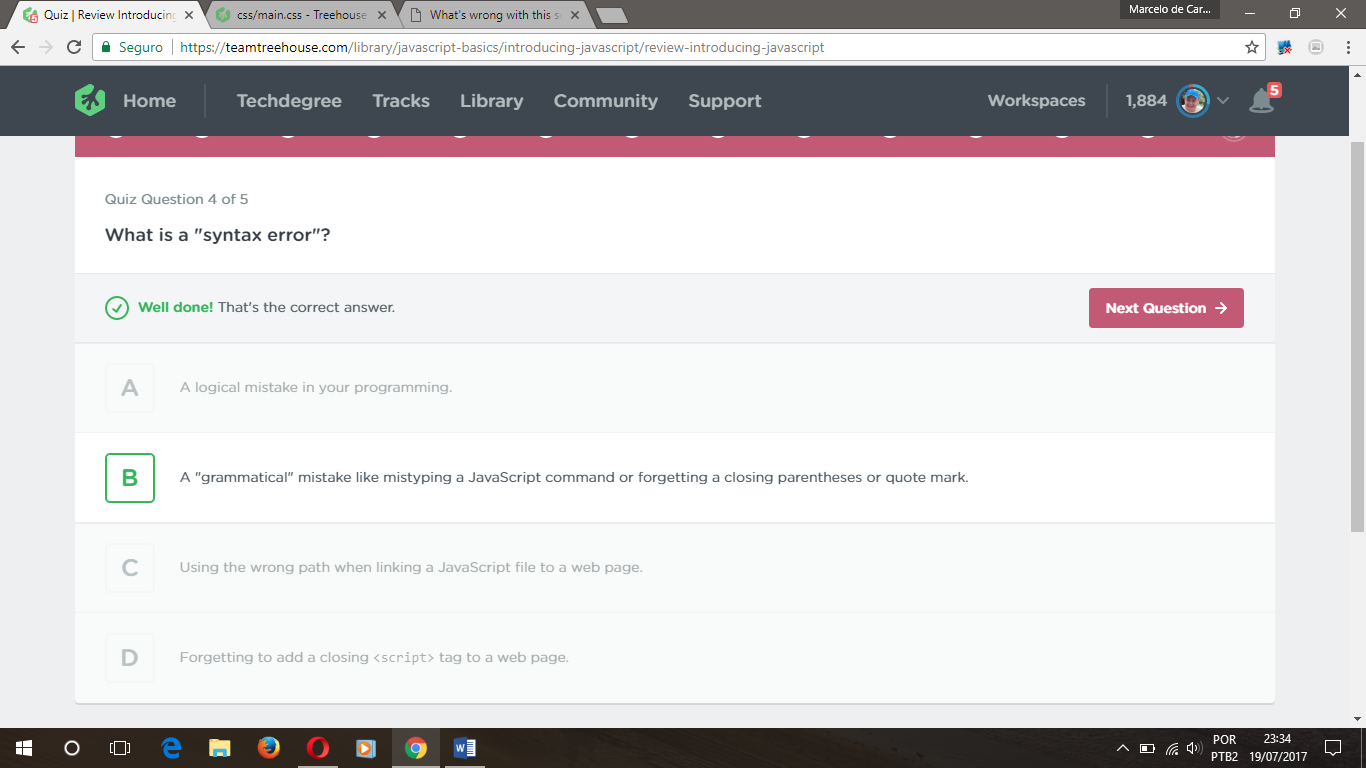 Quiz | Review Introducing
css/main.css - Treehouse
What's wrong with this s
Marcelo de Car...
Seguro
https://teamtreehouse.com/library/javascript-basics/introducing-javascript/review-introducing-javascript
Home
Techdegree
Tracks
Library
Community
Support
Workspaces
1,884
5
Quiz Question 4 of 5
What is a "syntax error"?
Well done! That's the correct answer.
Next Question
A
A logical mistake in your programming.
B
A "grammatical" mistake like mistyping a JavaScript command or forgetting a closing parentheses or quote mark.
C
Using the wrong path when linking a JavaScript file to a web page.
D
Forgetting to add a closing <script> tag to a web page.
POR
PTB2
23:34
19/07/2017